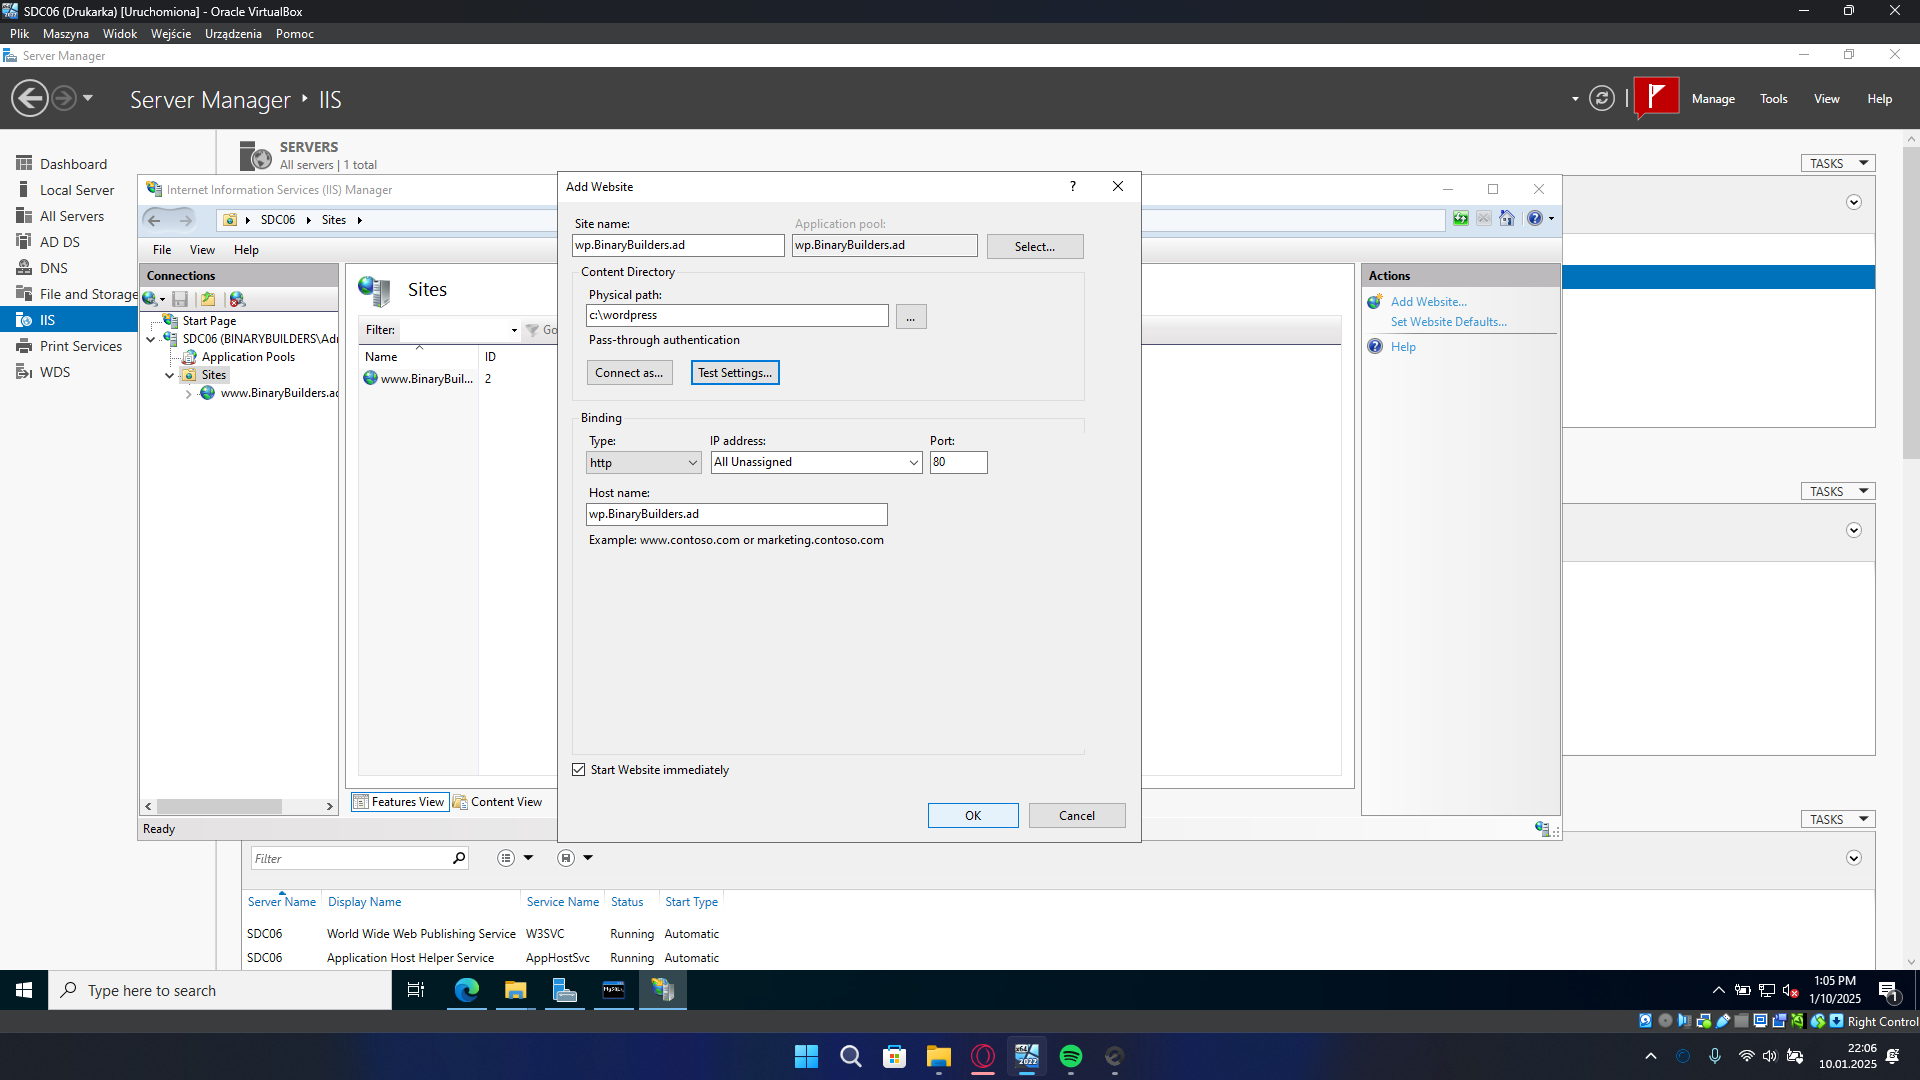 SDC06 (Drukarka) [Uruchomiona] - Oracle VirtualBox
Plik Maszyna Widok Wejście Urządzenia Pomoc
Server Manager
Server Manager IIS
Manage Tools View Help
Dashboard
Local Server
All Servers
AD DS
DNS
File and Storage
IIS
Print Services
WDS
SERVERS
All servers | 1 total
TASKS
Internet Information Services (IIS) Manager
SDC06 Sites
File View Help
Connections
Start Page
SDC06 (BINARYBUILDERS\Adr
Application Pools
Sites
www.BinaryBuilders.ad
Sites
Filter: Go
Name ID
www.BinaryBuil... 2
Features View Content View
Ready
Add Website
?
Site name: Application pool:
wp.BinaryBuilders.ad wp.BinaryBuilders.ad Select...
Content Directory
Physical path:
c:\wordpress ...
Pass-through authentication
Connect as... Test Settings...
Binding
Type: IP address: Port:
http All Unassigned 80
Host name:
wp.BinaryBuilders.ad
Example: www.contoso.com or marketing.contoso.com
Start Website immediately
OK Cancel
Actions
Add Website...
Set Website Defaults...
Help
TASKS
TASKS
Filter
Server Name Display Name Service Name Status Start Type
SDC06 World Wide Web Publishing Service W3SVC Running Automatic
SDC06 Application Host Helper Service AppHostSvc Running Automatic
Type here to search
1:05 PM
1/10/2025
1
Right Control
22:06
10.01.2025